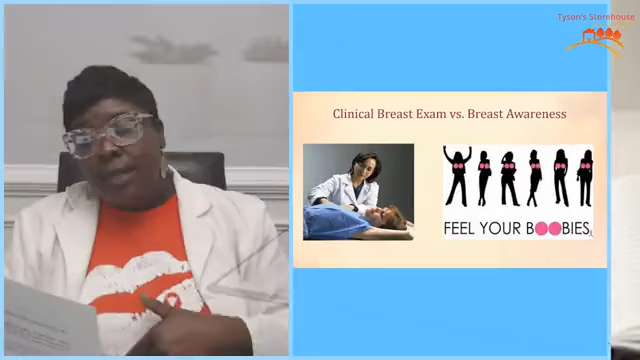 Tyson's Storehouse
Clinical Breast Exam vs. Breast Awareness
FEEL YOUR BOOBIES